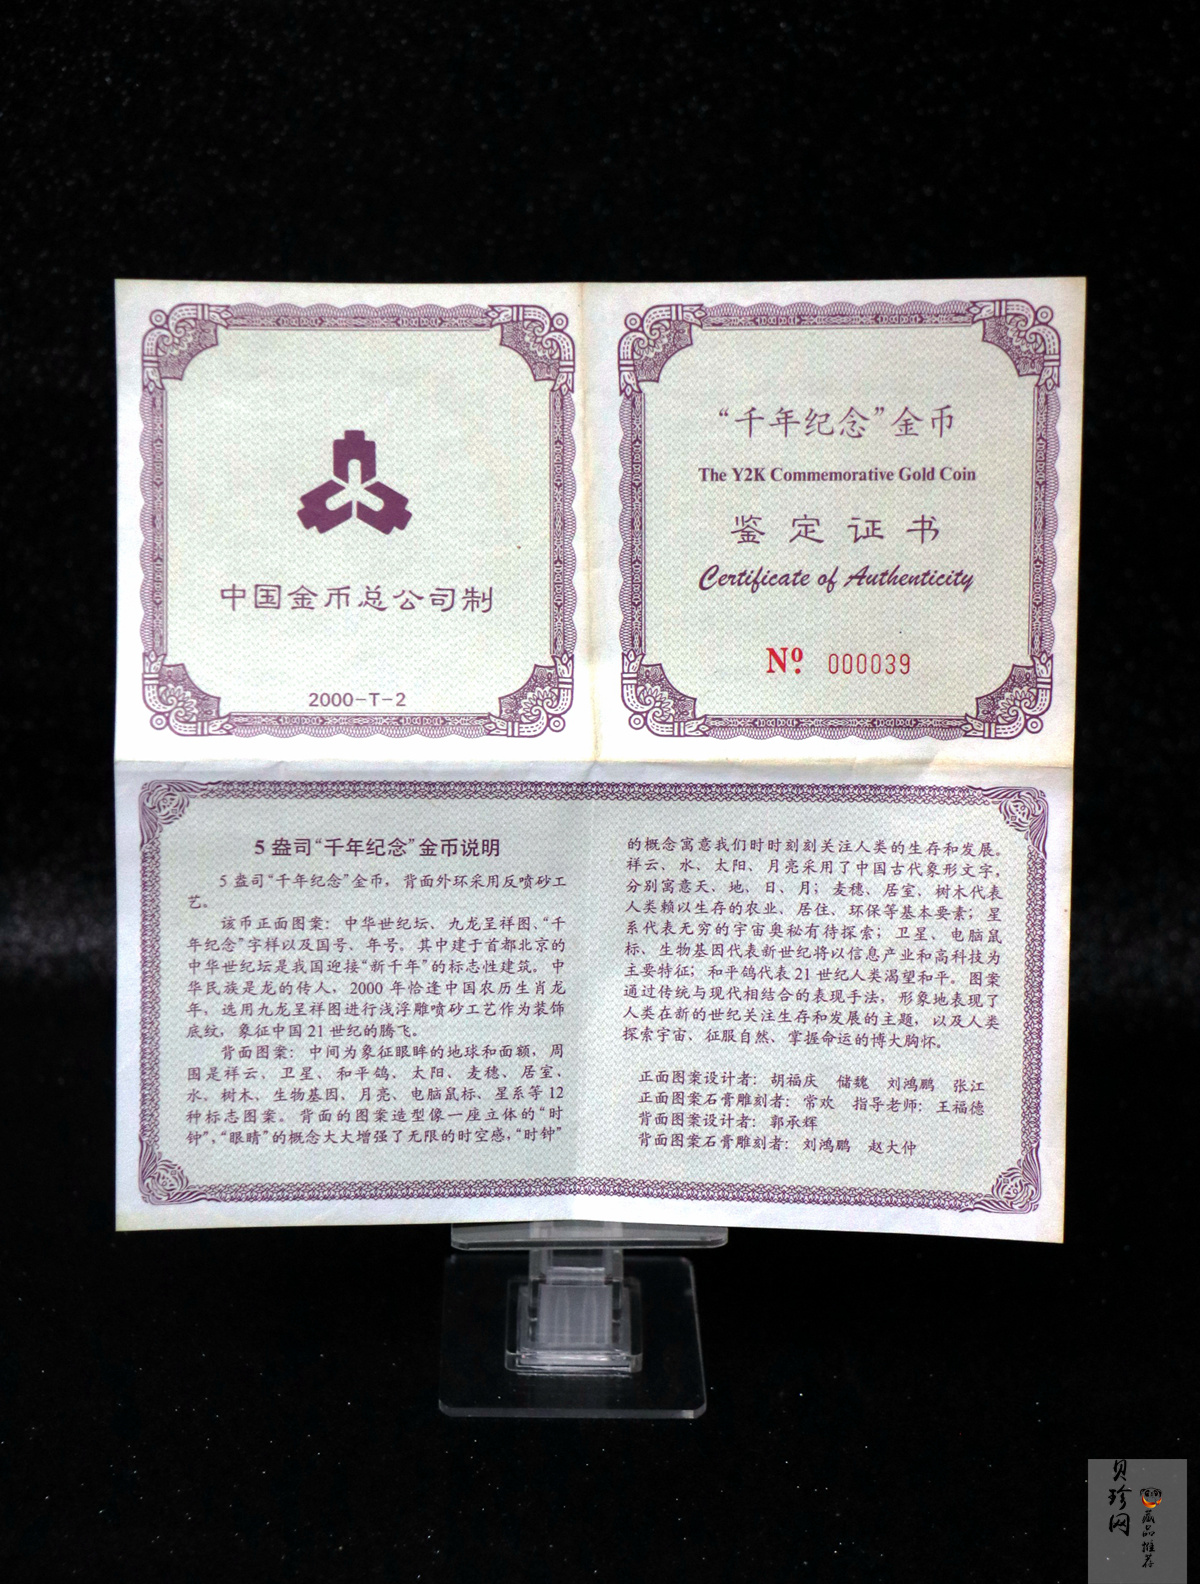 中国金币总公司制
2000-T-2
“千年纪念”金币
The Y2K Commemorative Gold Coin
鉴定证书
Certificate of Authenticity
Nº 000039
5盎司“千年纪念”金币说明
5盎司“千年纪念”金币，背面外环采用反喷砂工
艺。
该币正面图案：中华世纪坛、九龙呈祥图、“千
年纪念”字样以及国号、年号。其中建于首都北京的
中华世纪坛是我国迎接“新千年”的标志性建筑。中
华民族是龙的传人，2000年恰逢中国农历生肖龙
年，选用九龙呈祥图进行浅浮雕喷砂工艺作为装饰
底纹，象征中国21世纪的腾飞。
背面图案：中间为象征眼眸的地球和面额，周
围是祥云、卫星、和平鸽、太阳、麦穗、居室、
水、树木、生物基因、月亮、电脑鼠标、星系等12
种标志图案。背面的图案造型像一座立体的“时
钟”，“眼睛”的概念大大增强了无限的时空感，“时钟”
的概念寓意我们时时刻刻关注人类的生存和发展。
祥云、水、太阳、月亮采用了中国古代象形文字，
分别寓意天、地、日、月；麦穗、居室、树木代表
人类赖以生存的农业、居住、环保等基本要素；星
系代表无穷的宇宙奥秘有待探索；卫星、电脑鼠
标、生物基因代表新世纪将以信息产业和高科技为
主要特征；和平鸽代表21世纪人类渴望和平。图案
通过传统与现代相结合的表现手法，形象地表现了
人类在新的世纪关注生存和发展的主题，以及人类
探索宇宙、征服自然、掌握命运的博大胸怀。
正面图案设计者：胡福庆 储魏 刘鸿鹏 张江
正面图案石膏雕刻者：常欢 指导老师：王福德
背面图案设计者：郭承辉
背面图案石膏雕刻者：刘鸿鹏 赵大仲
贝珍网
藏品推荐